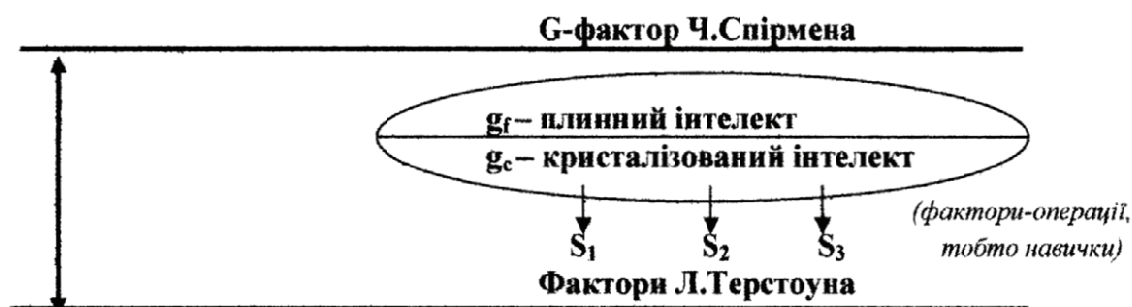 G-фактор Ч.Спірмена
gf – плинний інтелект
gc – кристалізований інтелект
(фактори-операції,
S1 S2 S3 тобто навички)
Фактори Л.Терстоуна